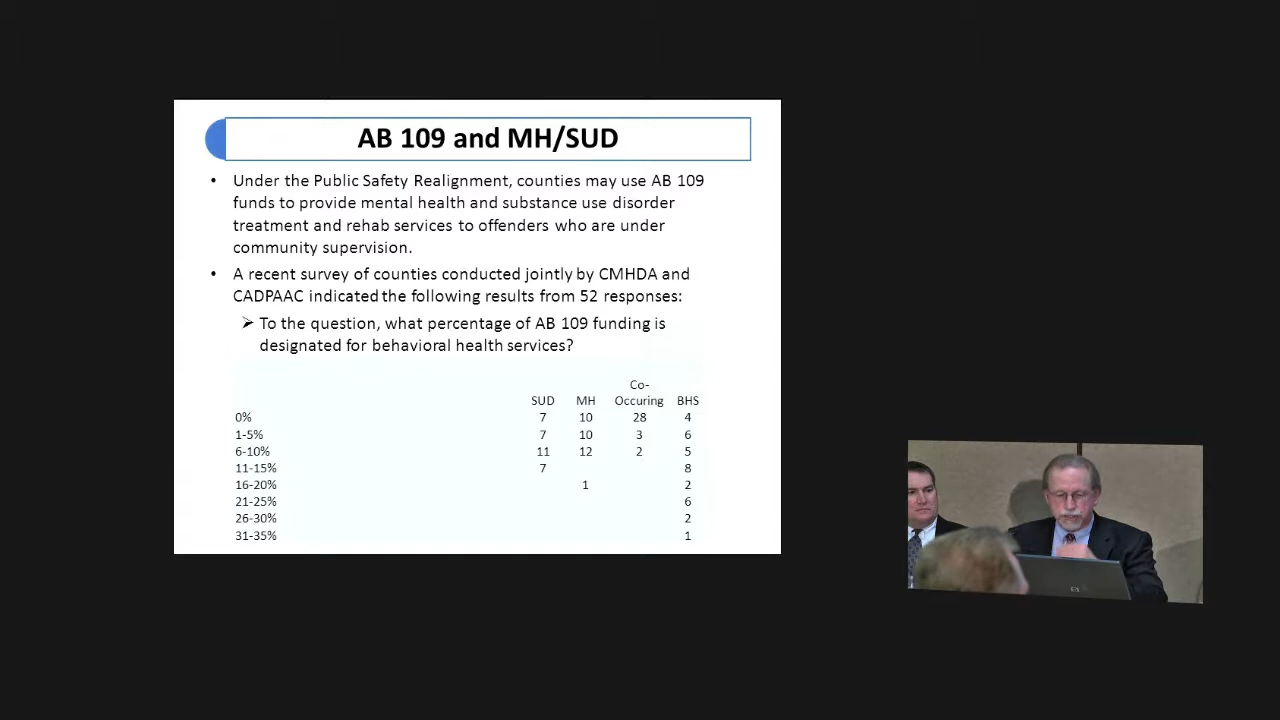 AB 109 and MH/SUD
• Under the Public Safety Realignment, counties may use AB 109
funds to provide mental health and substance use disorder
treatment and rehab services to offenders who are under
community supervision.
• A recent survey of counties conducted jointly by CMHDA and
CADPAAC indicated the following results from 52 responses:
➢ To the question, what percentage of AB 109 funding is
designated for behavioral health services?
Co-
SUD MH Occuring BHS
0% 7 10 28 4
1-5% 7 10 3 6
6-10% 11 12 2 5
11-15% 7 8
16-20% 1 2
21-25% 6
26-30% 2
31-35% 1
hp